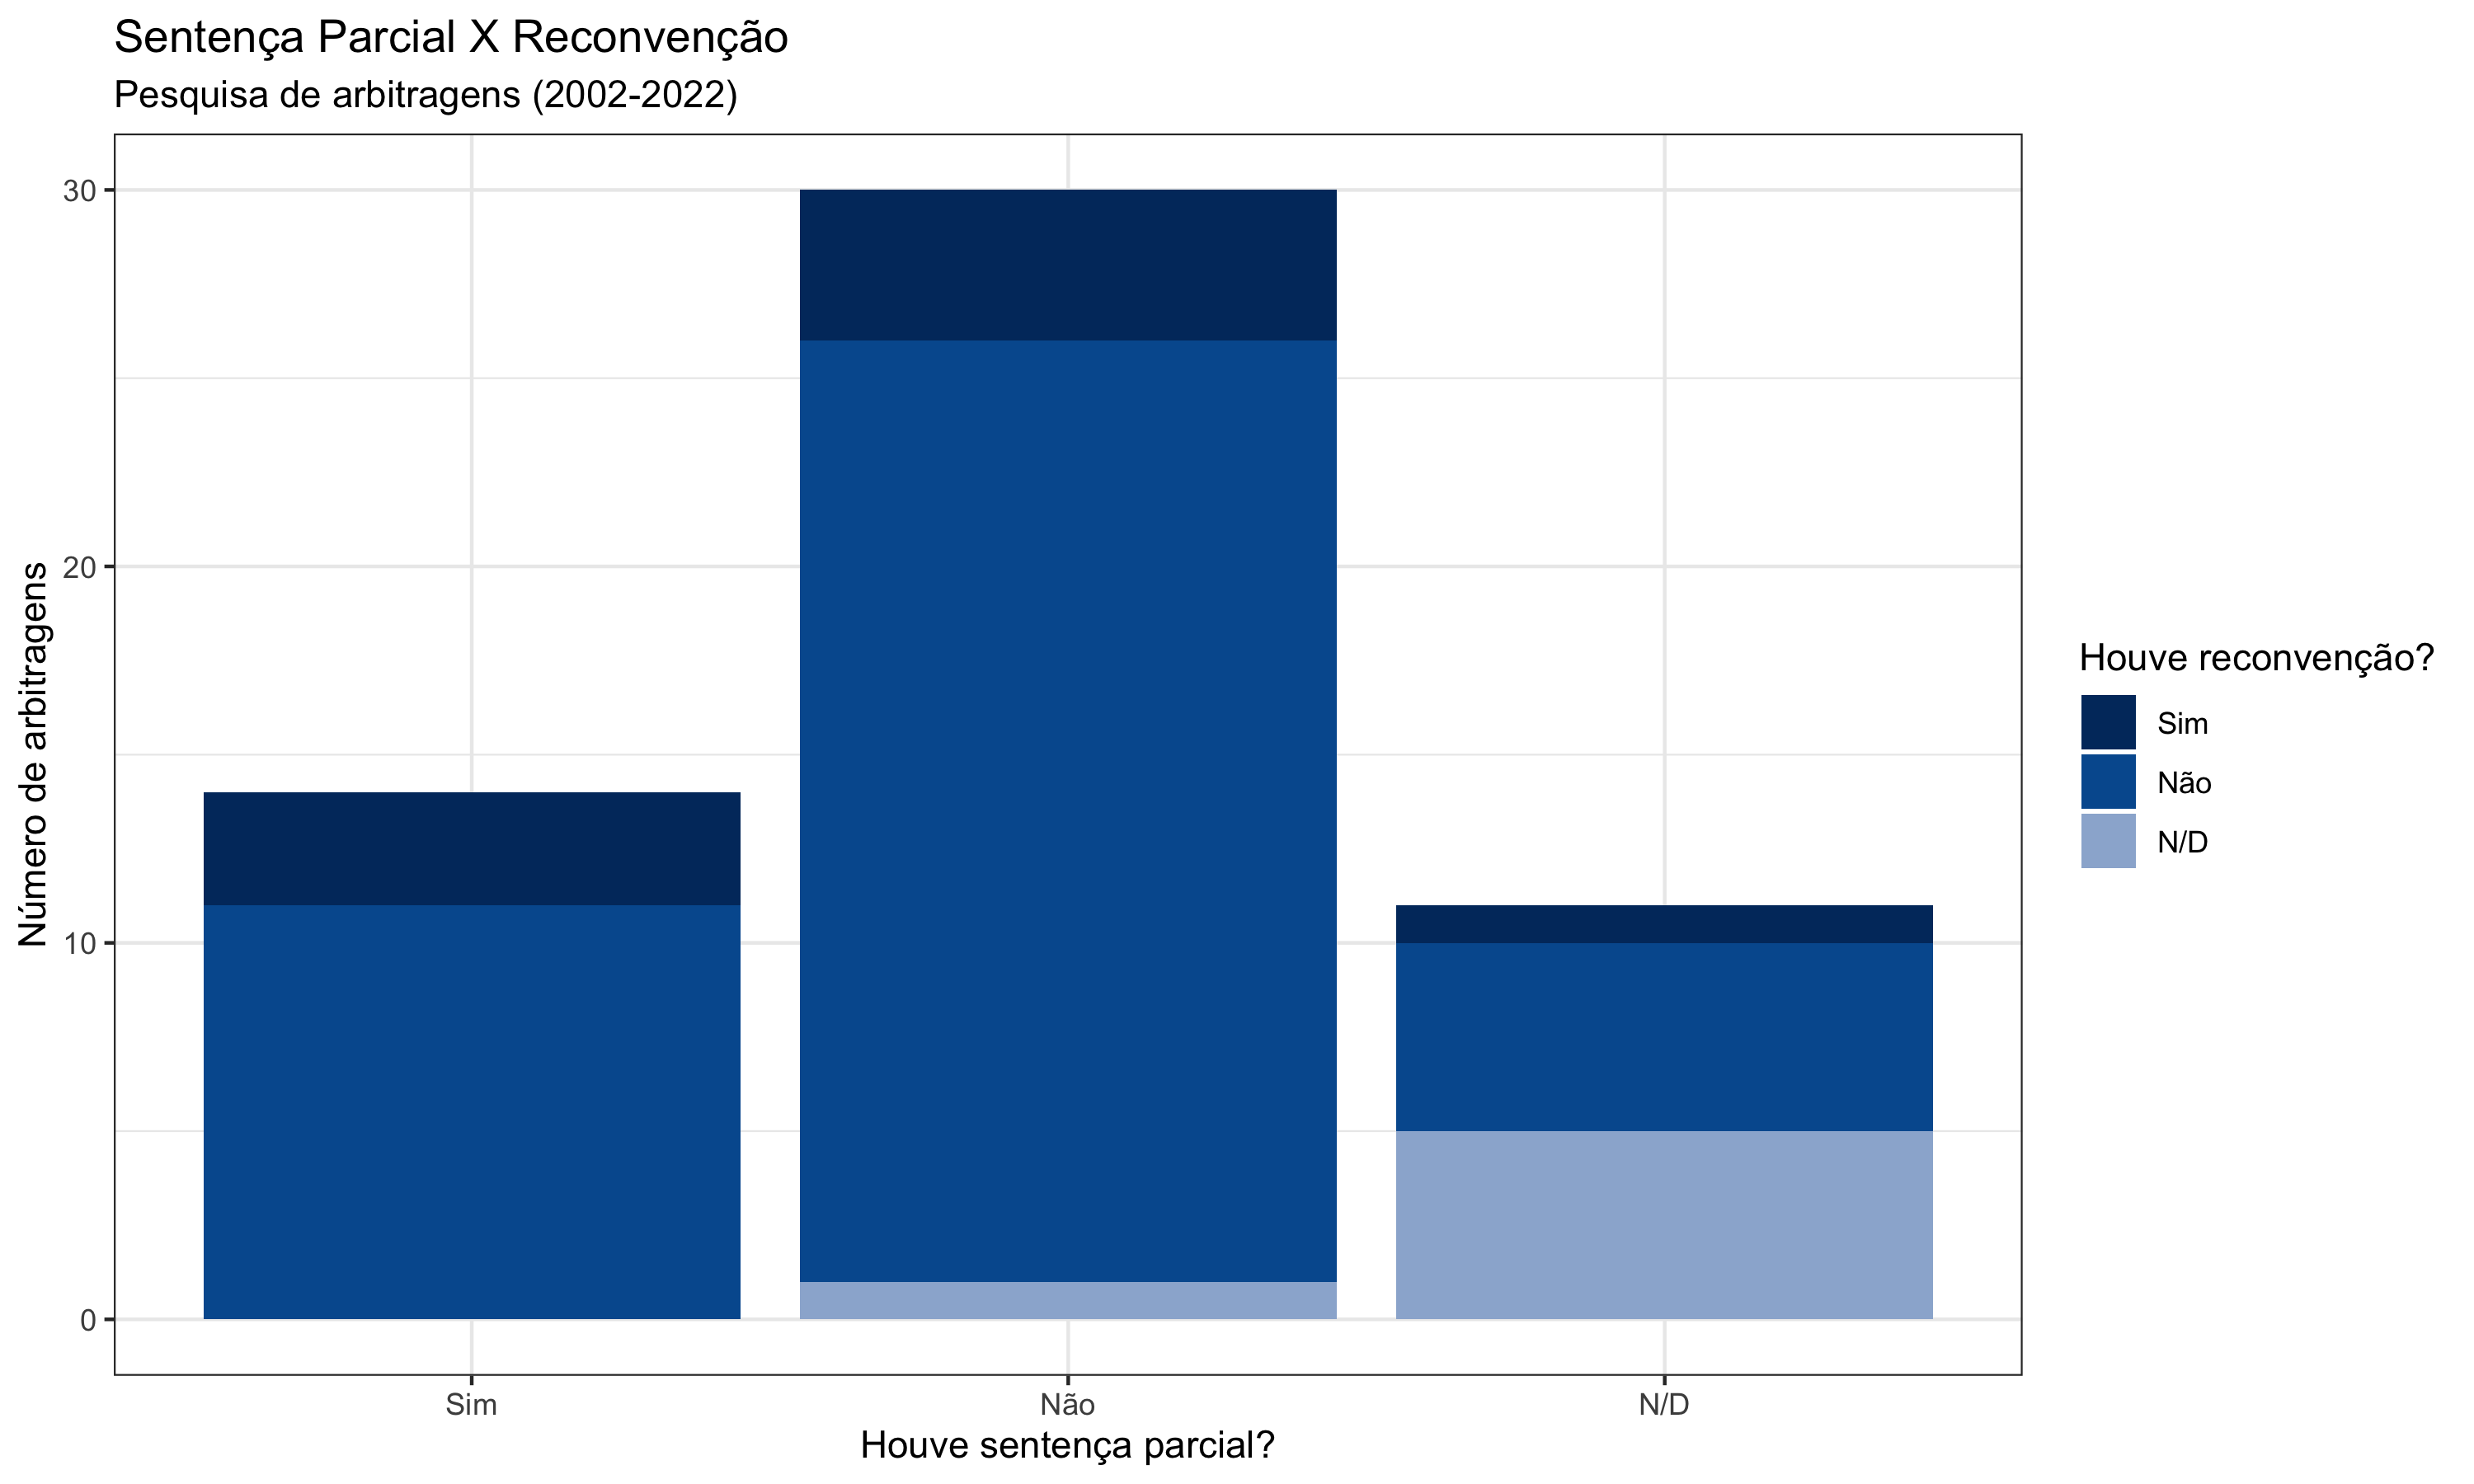 Sentença Parcial X Reconvenção
Pesquisa de arbitragens (2002-2022)
Número de arbitragens
30
20
10
0
Sim
Não
N/D
Houve sentença parcial?
Houve reconvenção?
Sim
Não
N/D